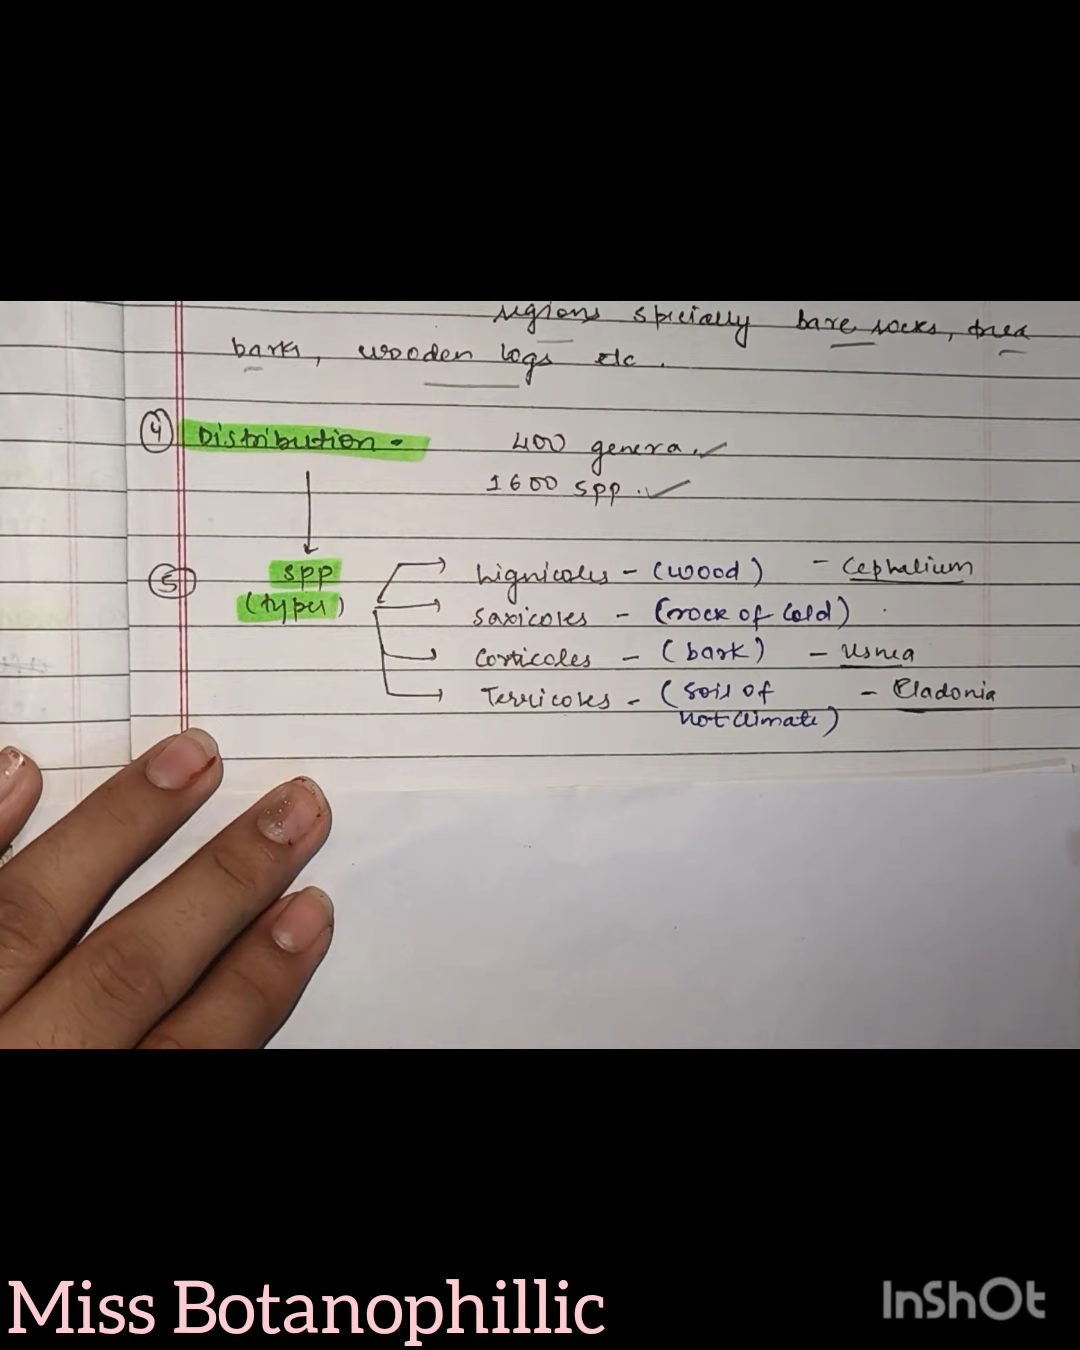 regions specially bare rocks, tree
barks, wooden logs etc.
4 Distribution - 400 genera.
1600 spp.
5 spp (types)
Lignicoles - (wood) - Cephelium
Saxicoles - (rock of cold)
Corticoles - (bark) - Usnea
Terricoles - (soil of hot climate) - Cladonia
Miss Botanophillic
InShOt